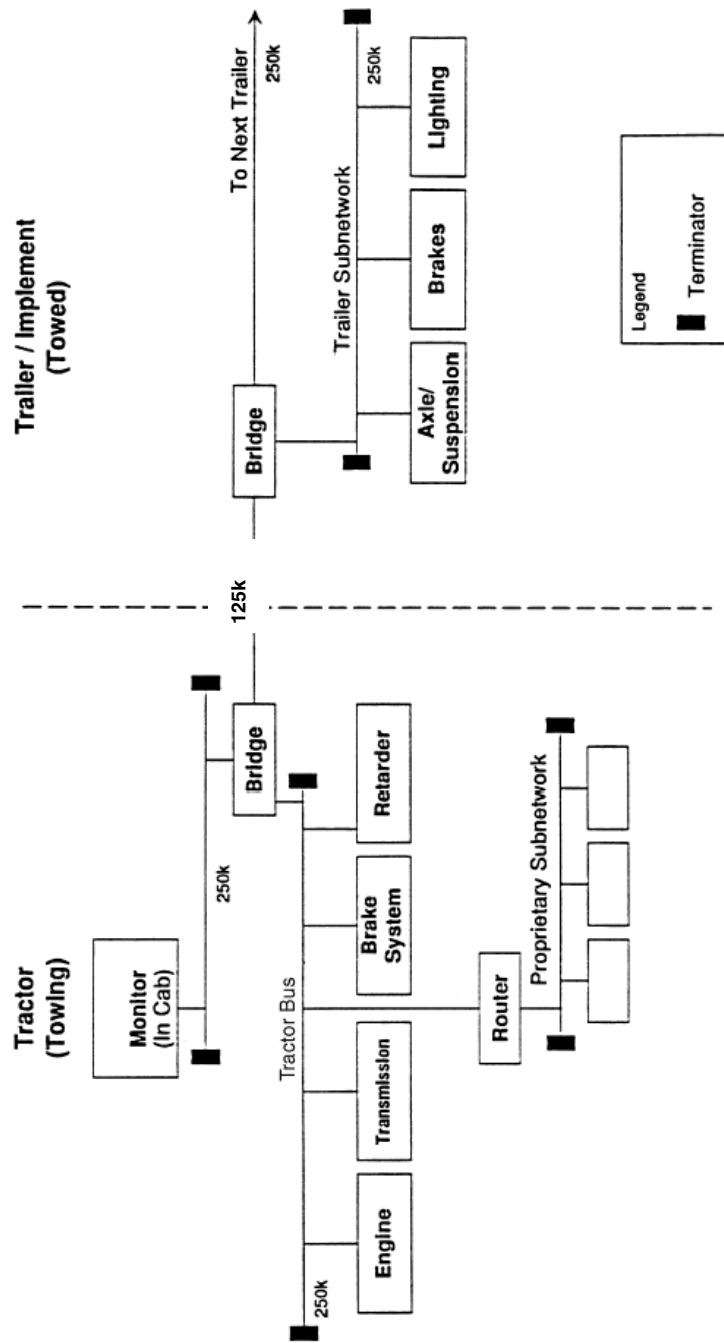 Tractor
(Towing)
Trailer / Implement
(Towed)
Monitor
(In Cab)
250k
Bridge
125k
Bridge
To Next Trailer
250k
Tractor Bus
250k
Engine
Transmission
Brake
System
Retarder
Trailer Subnetwork
250k
Axle/
Suspension
Brakes
Lighting
Router
Proprietary Subnetwork
Legend
Terminator